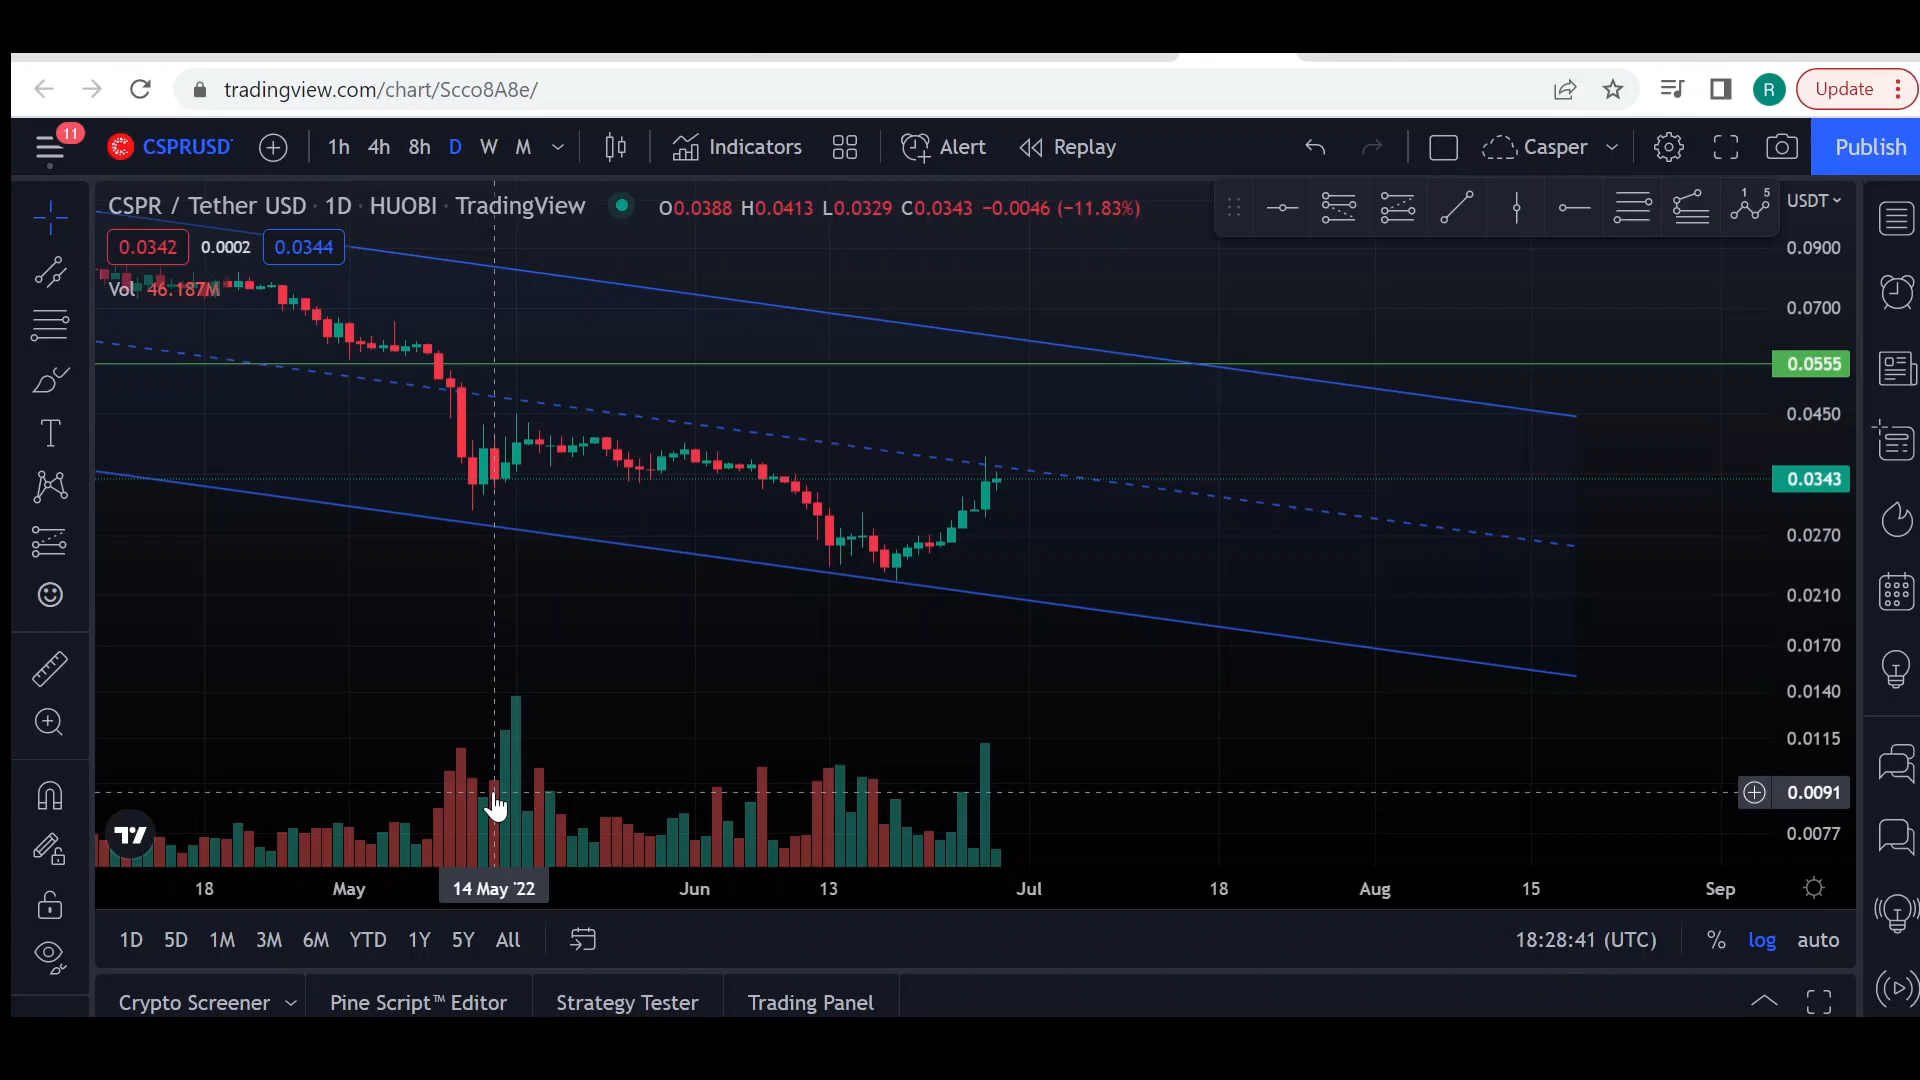 tradingview.com/chart/Scco8A8e/
R
Update
11
CSPRUSD
1h 4h 8h D W M
Indicators
Alert
Replay
Casper
Publish
CSPR / Tether USD · 1D · HUOBI · TradingView
O0.0388 H0.0413 L0.0329 C0.0343 −0.0046 (−11.83%)
1 5
USDT
0.0342 0.0002 0.0344
Vol 46.187M
0.0900
0.0700
0.0555
0.0450
0.0343
0.0270
0.0210
0.0170
0.0140
0.0115
0.0091
0.0077
T
18 May 14 May '22 Jun 13 Jul 18 Aug 15 Sep
1D 5D 1M 3M 6M YTD 1Y 5Y All
18:28:41 (UTC) % log auto
Crypto Screener Pine Script™ Editor Strategy Tester Trading Panel